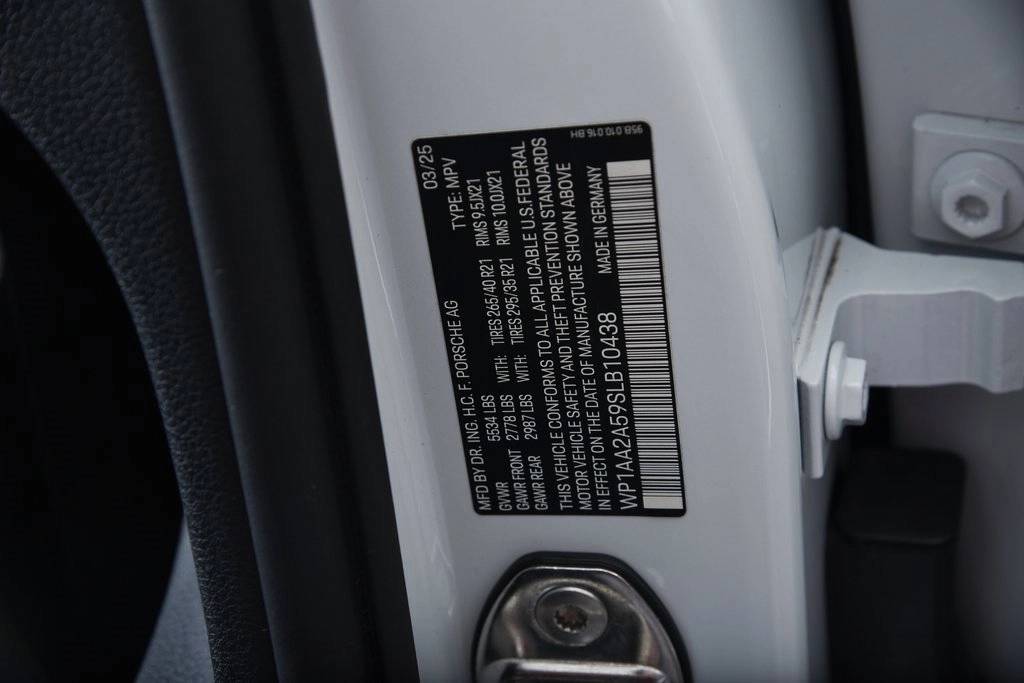 MFD BY DR. ING. H.C. F. PORSCHE AG 03/25
GVWR 5534 LBS TYPE: MPV
GAWR FRONT 2778 LBS WITH: TIRES 265/40 R21 RIMS 9.5JX21
GAWR REAR 2987 LBS WITH: TIRES 295/35 R21 RIMS 10.0JX21
THIS VEHICLE CONFORMS TO ALL APPLICABLE U.S. FEDERAL
MOTOR VEHICLE SAFETY AND THEFT PREVENTION STANDARDS
IN EFFECT ON THE DATE OF MANUFACTURE SHOWN ABOVE
WP1AA2A59SLB10438 MADE IN GERMANY
95B.010.016.BH